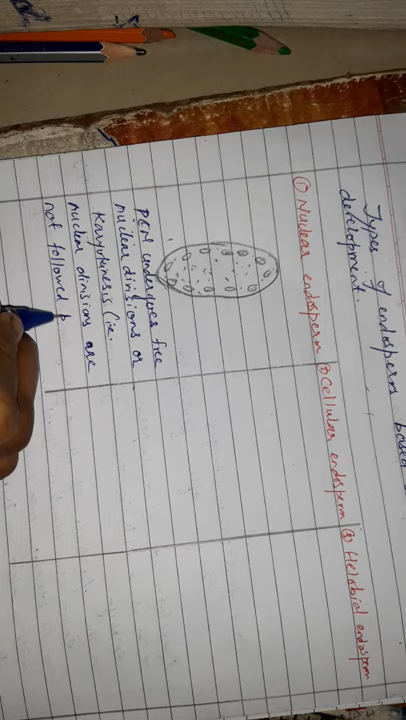 Types of endosperm based
development.
① Nuclear endosperm
② Cellular endosperm
③ Helobial endosperm
PEN undergoes free
nuclear divisions or
Karyokinesis (i.e.
nuclear divisions are
not followed b